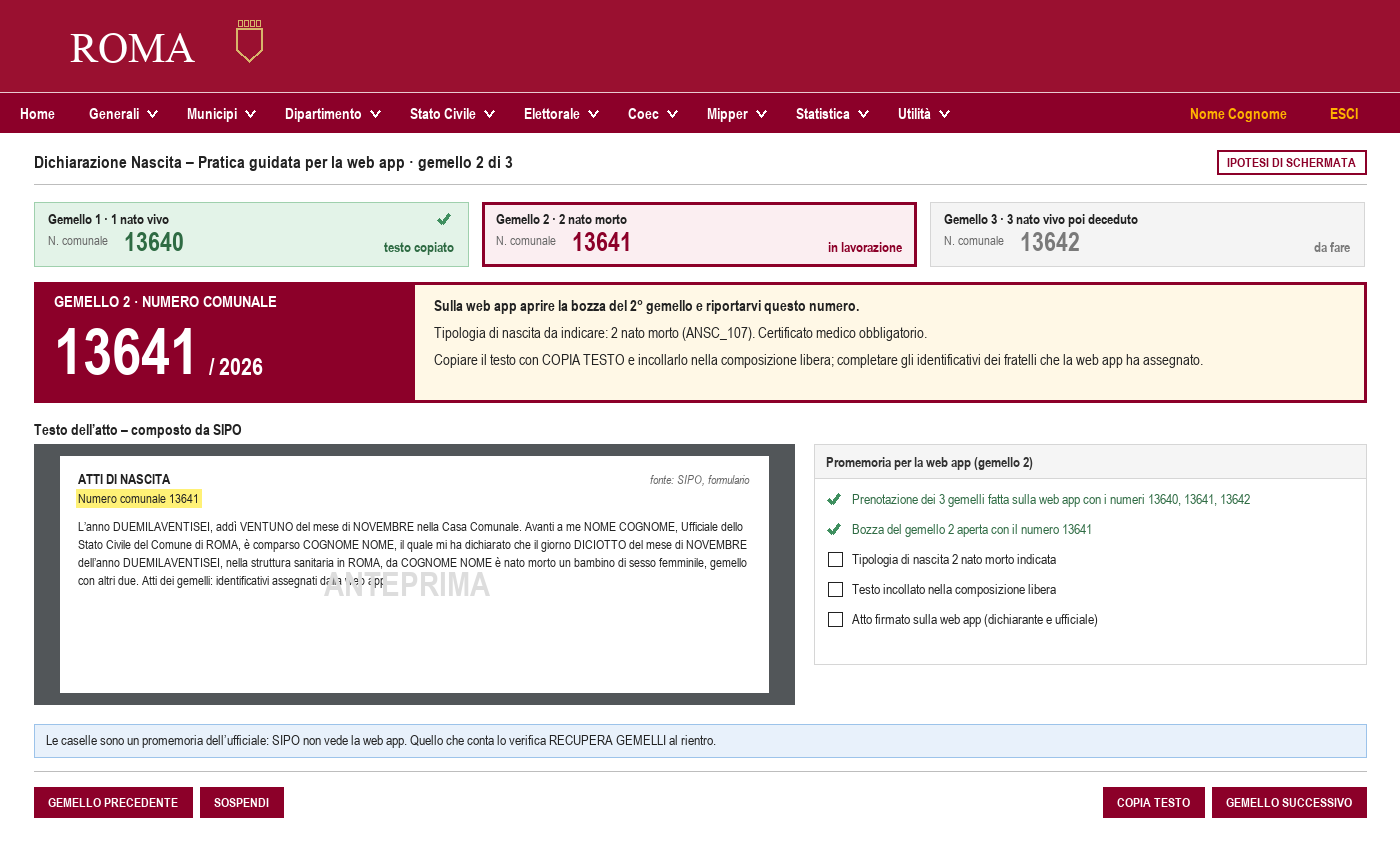 ROMA
Home Generali Municipi Dipartimento Stato Civile Elettorale Coec Mipper Statistica Utilità Nome Cognome ESCI
Dichiarazione Nascita – Pratica guidata per la web app · gemello 2 di 3
IPOTESI DI SCHERMATA
Gemello 1 · 1 nato vivo
N. comunale 13640
testo copiato
Gemello 2 · 2 nato morto
N. comunale 13641
in lavorazione
Gemello 3 · 3 nato vivo poi deceduto
N. comunale 13642
da fare
GEMELLO 2 · NUMERO COMUNALE
13641 / 2026
Sulla web app aprire la bozza del 2º gemello e riportarvi questo numero.
Tipologia di nascita da indicare: 2 nato morto (ANSC_107). Certificato medico obbligatorio.
Copiare il testo con COPIA TESTO e incollarlo nella composizione libera; completare gli identificativi dei fratelli che la web app ha assegnato.
Testo dell'atto – composto da SIPO
ATTI DI NASCITA
fonte: SIPO, formulario
Numero comunale 13641
L'anno DUEMILAVENTISEI, addì VENTUNO del mese di NOVEMBRE nella Casa Comunale. Avanti a me NOME COGNOME, Ufficiale dello
Stato Civile del Comune di ROMA, è comparso COGNOME NOME, il quale mi ha dichiarato che il giorno DICIOTTO del mese di NOVEMBRE
dell'anno DUEMILAVENTISEI, nella struttura sanitaria in ROMA, da COGNOME NOME è nato morto un bambino di sesso femminile, gemello
con altri due. Atti dei gemelli: identificativi assegnati dalla web app.
ANTEPRIMA
Promemoria per la web app (gemello 2)
Prenotazione dei 3 gemelli fatta sulla web app con i numeri 13640, 13641, 13642
Bozza del gemello 2 aperta con il numero 13641
Tipologia di nascita 2 nato morto indicata
Testo incollato nella composizione libera
Atto firmato sulla web app (dichiarante e ufficiale)
Le caselle sono un promemoria dell'ufficiale: SIPO non vede la web app. Quello che conta lo verifica RECUPERA GEMELLI al rientro.
GEMELLO PRECEDENTE SOSPENDI COPIA TESTO GEMELLO SUCCESSIVO